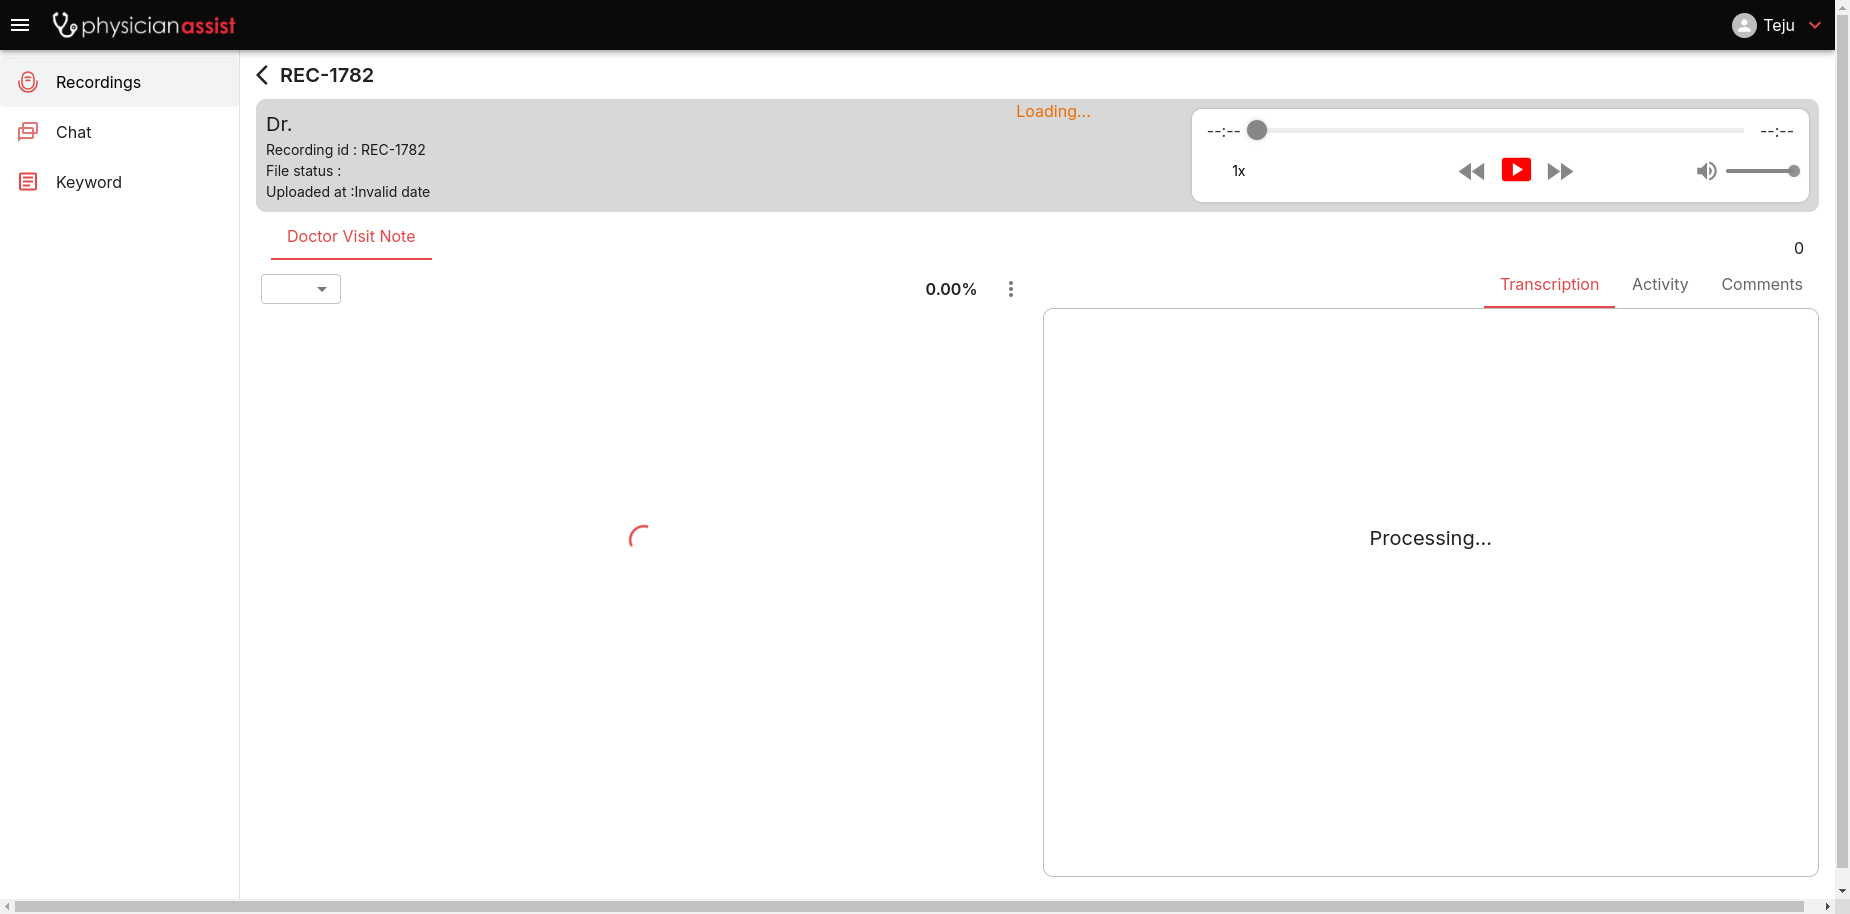 physicianassist
Teju
Recordings
Chat
Keyword
REC-1782
Dr.
Recording id : REC-1782
File status :
Uploaded at :Invalid date
Loading...
--:--
--:--
1x
Doctor Visit Note
0
0.00%
Transcription
Activity
Comments
Processing...